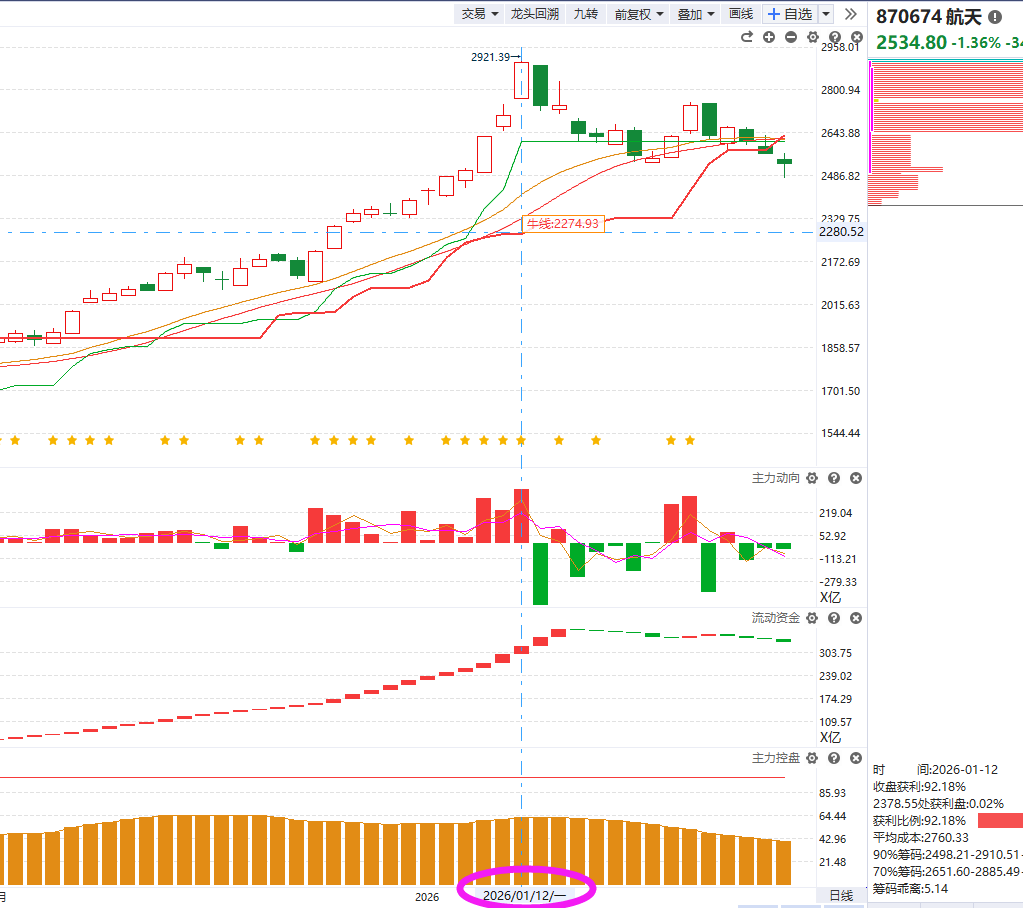 交易 龙头回溯 九转 前复权 叠加 画线 自选
870674 航天
2534.80 -1.36% -34
2958.01
2921.39
2800.94
2643.88
2486.82
2329.75
牛线:2274.93
2280.52
2172.69
2015.63
1858.57
1701.50
1544.44
主力动向
219.04
52.92
-113.21
-279.33
X亿
流动资金
303.75
239.02
174.29
109.57
X亿
主力控盘
85.93
64.44
42.96
21.48
时 间:2026-01-12
收盘获利:92.18%
2378.55处获利盘:0.02%
获利比例:92.18%
平均成本:2760.33
90%筹码:2498.21-2910.51-
70%筹码:2651.60-2885.49-
筹码乖离:5.14
月 2026 2026/01/12/一 日线